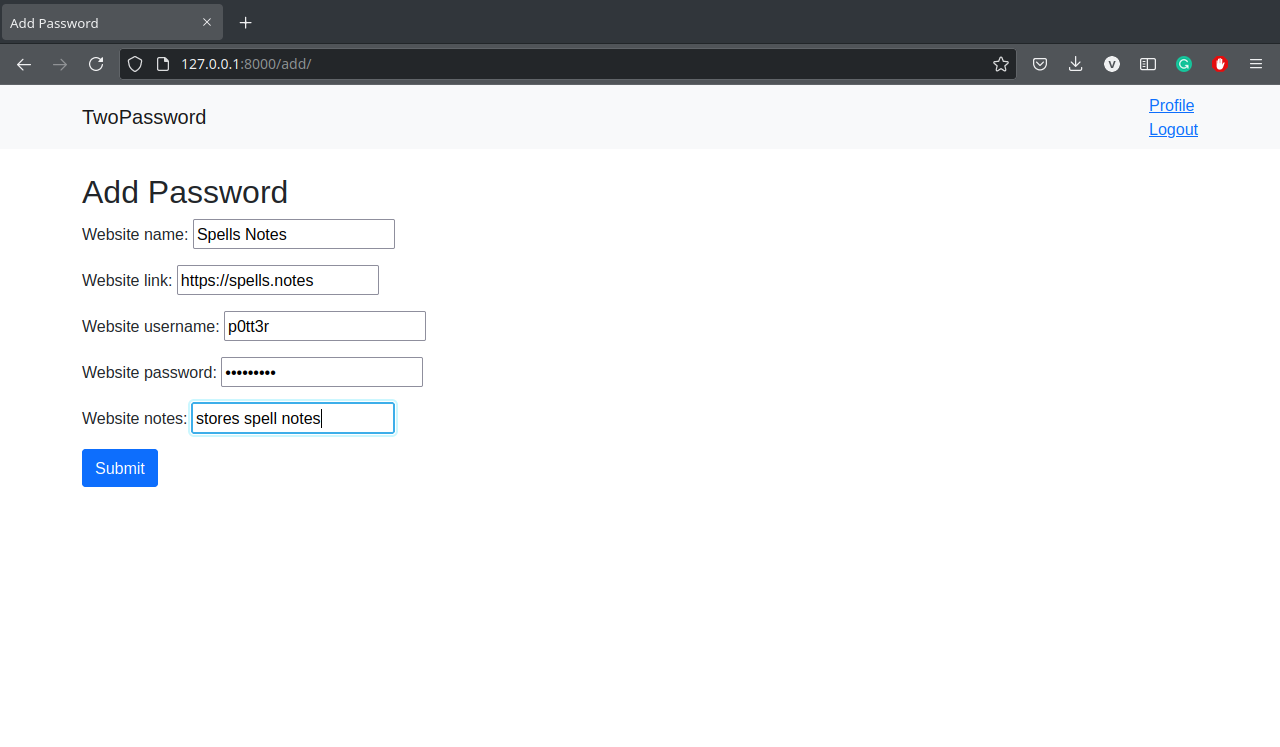 Add Password
127.0.0.1:8000/add/
TwoPassword
Profile
Logout
Add Password
Website name: Spells Notes
Website link: https://spells.notes
Website username: p0tt3r
Website password: •••••••••
Website notes: stores spell notes
Submit